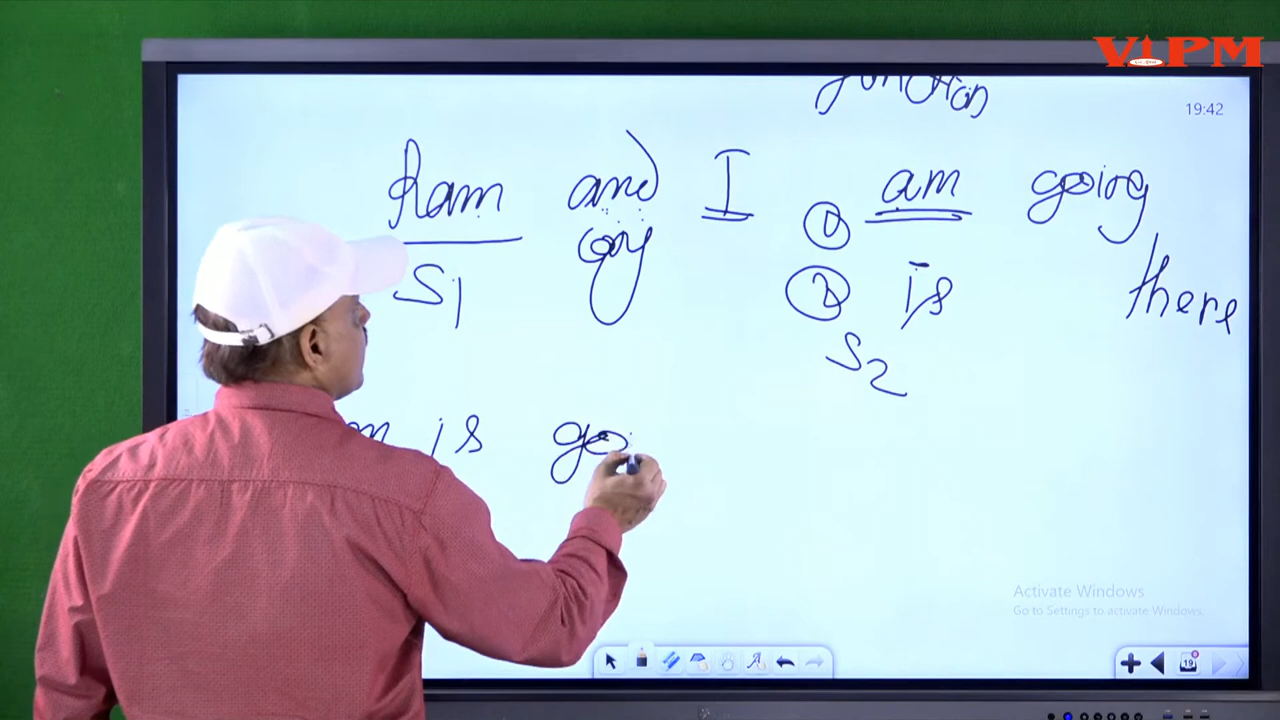 VIPM
19:42
Ram and I am going
S1 ① ② is there
S2
is
Activate Windows
Go to Settings to activate Windows.
19